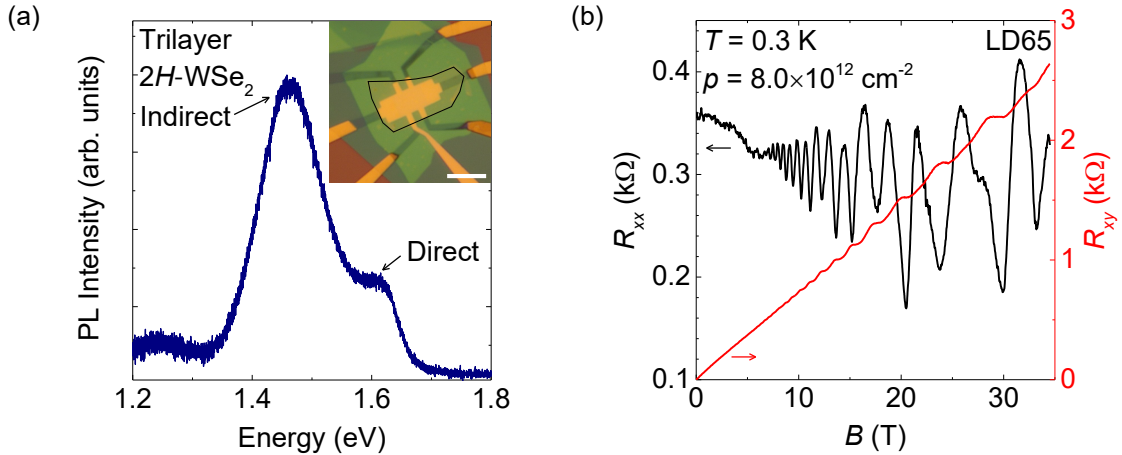 (a)
Trilayer
2H-WSe₂
Indirect
Direct
PL Intensity (arb. units)
1.2
1.4
1.6
1.8
Energy (eV)
(b)
T = 0.3 K
LD65
p = 8.0×10¹² cm⁻²
0.4
0.3
0.2
0.1
Rxx (kΩ)
3
2
1
0
Rxy (kΩ)
0
10
20
30
B (T)